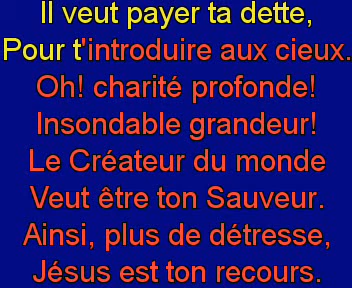 Il veut payer ta dette,
Pour t'introduire aux cieux.
Oh! charité profonde!
Insondable grandeur!
Le Créateur du monde
Veut être ton Sauveur.
Ainsi, plus de détresse,
Jésus est ton recours.